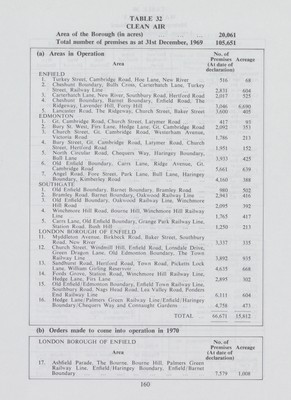 TABLE 32
CLEAN AIR
Area of the Borough (in acres) 20,061
Total number of premises as at 31st December, 1969 105,651
(a) Areas in Operation
Area
No. of Premises (At date of declaration)
Acreage
ENFIELD
1. Turkey Street, Cambridge Road, Hoe Lane, New River 516 68
2. Cheshunt Boundary, Bulls Cross, Carterhatch Lane, Turkey
Street, Railway Line 2,831 604
3. Carterhatch Lane, New River, Southbury Road, Hertford Road 2,017 525
4. Cheshunt Boundary, Barnet Boundary, Enfield Road, The
Ridgeway, Lavender Hill, Forty Hill 3,046 4,690
5. Lancaster Road, The Ridgeway, Church Street, Baker Street 3,030 405
EDMONTON
1. Gt. Cambridge Road, Church Street, Latymer Road 417 93
2. Bury St. West, Firs Lane, Hedge Lane, Gt. Cambridge Road 2,092 353
3. Church Street, Gt. Cambridge Road, Westerham Avenue,
Victoria Road 1,786 213
4. Bury Street, Gt. Cambridge Road, Latymer Road, Church
Street, Hertford Road 1,951 152
5. North Circular Road, Chequers Way, Haringey Boundary,
Bull Lane 3,933 425
6. Old Enfield Boundary, Cairo Lane, Ridge Avenue, Gt.
Cambridge Road 5,663 639
7. Angel Road, Fore Street, Park Lane, Bull Lane, Haringey
Boundary, Kimberley Road 4,160 388
SOUTHGATE
1. Old Enfield Boundary, Barnet Boundary, Bramley Road 980 502
2. Bramley Road, Barnet Boundary, Oakwood Railway Line 2,943 416
3. Old Enfield Boundary, Oakwood Railway Line, Winchmore
Hill Road 2,095 392
4. Winchmore Hill Road, Bourne Hill, Winchmore Hill Railway
Line 1,765 417
5. Cairo Lane, Old Enfield Boundary, Grange Park Railway Line,
Station Road, Bush Hill 1,250 213
LONDON BOROUGH OF ENFIELD
11. Myddleton Avenue, Birkbeck Road, Baker Street, Southbury
Road, New River 3,337 335
12. Church Street, Windmill Hill, Enfield Road, Lonsdale Drive,
Grange Dragon Lane, Old Edmonton Boundary, The Town
Railway Line 3,892 935
13. Sandhurst Road, Hertford Road, Town Road, Picketts Lock
Lane, William Girling Reservoir 4,635 668
14. Fords Grove, Station Road, Winchmore Hill Railway Line,
Hedge Lane, Firs Lane 2,895 302
15. Old Enfield/Edmonton Boundary, Enfield Town Railway Line,
Southbury Road, Nags Head Road, Lea Valley Road, Ponders
End Railway Line 6,111 604
16. Hedge Lane/Palmers Green Railway Line/Enfield/Haringey
Boundary/Chequers Way and Connaught Gardens 4,758 473
TOTAL 66,671 15,812
(b) Orders made to come into operation in 1970
LONDON BOROUGH OF ENFIELD
Area
No. of Premises (At date of declaration)
Acreage
17. Ashfield Parade, The Bourne, Bourne Hill, Palmers Green
Railway Line, Enfield/Haringey Boundary, Enfield/Barnet
Boundary 7,579 1,008
160